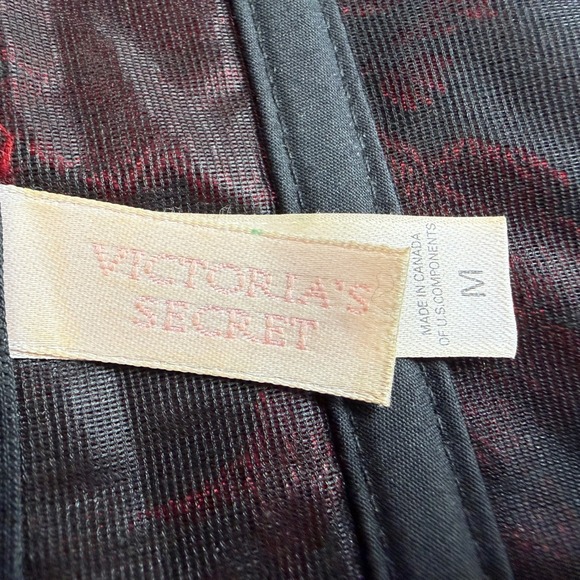 VICTORIA'S
SECRET
MADE IN CANADA
OF U.S. COMPONENTS
M